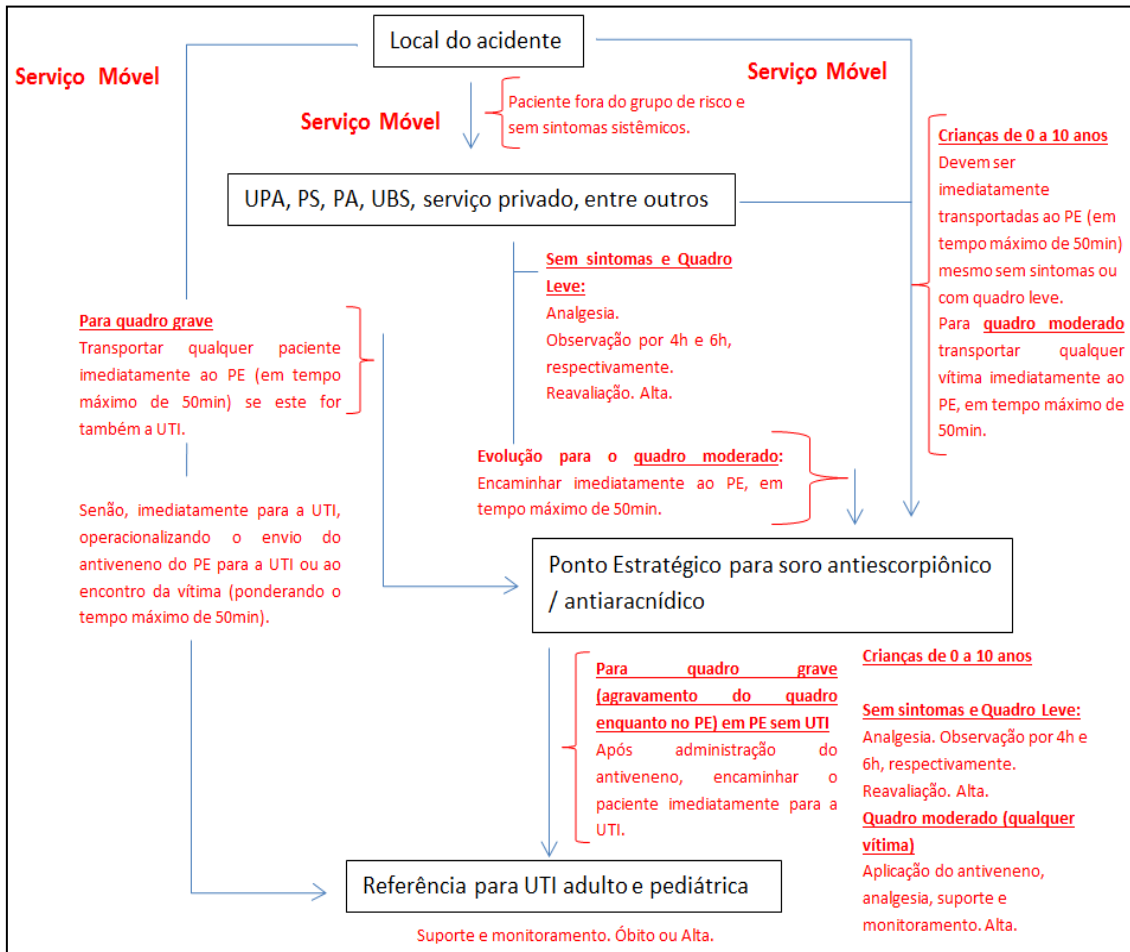 Local do acidente
Serviço Móvel
Serviço Móvel
Serviço Móvel
Paciente fora do grupo de risco e
sem sintomas sistêmicos.
UPA, PS, PA, UBS, serviço privado, entre outros
Crianças de 0 a 10 anos
Devem ser
imediatamente
transportadas ao PE (em
tempo máximo de 50min)
mesmo sem sintomas ou
com quadro leve.
Para quadro moderado
transportar qualquer
vítima imediatamente ao
PE, em tempo máximo de
50min.
Sem sintomas e Quadro
Leve:
Analgesia.
Observação por 4h e 6h,
respectivamente.
Reavaliação. Alta.
Para quadro grave
Transportar qualquer paciente
imediatamente ao PE (em tempo
máximo de 50min) se este for
também a UTI.
Senão, imediatamente para a UTI,
operacionalizando o envio do
antiveneno do PE para a UTI ou ao
encontro da vítima (ponderando o
tempo máximo de 50min).
Evolução para o quadro moderado:
Encaminhar imediatamente ao PE, em
tempo máximo de 50min.
Ponto Estratégico para soro antiescorpiônico
/ antiaracnídico
Para quadro grave
(agravamento do quadro
enquanto no PE) em PE sem UTI
Após administração do
antiveneno, encaminhar o
paciente imediatamente para a
UTI.
Crianças de 0 a 10 anos
Sem sintomas e Quadro Leve:
Analgesia. Observação por 4h e
6h, respectivamente.
Reavaliação. Alta.
Quadro moderado (qualquer
vítima)
Aplicação do antiveneno,
analgesia, suporte e
monitoramento. Alta.
Referência para UTI adulto e pediátrica
Suporte e monitoramento. Óbito ou Alta.